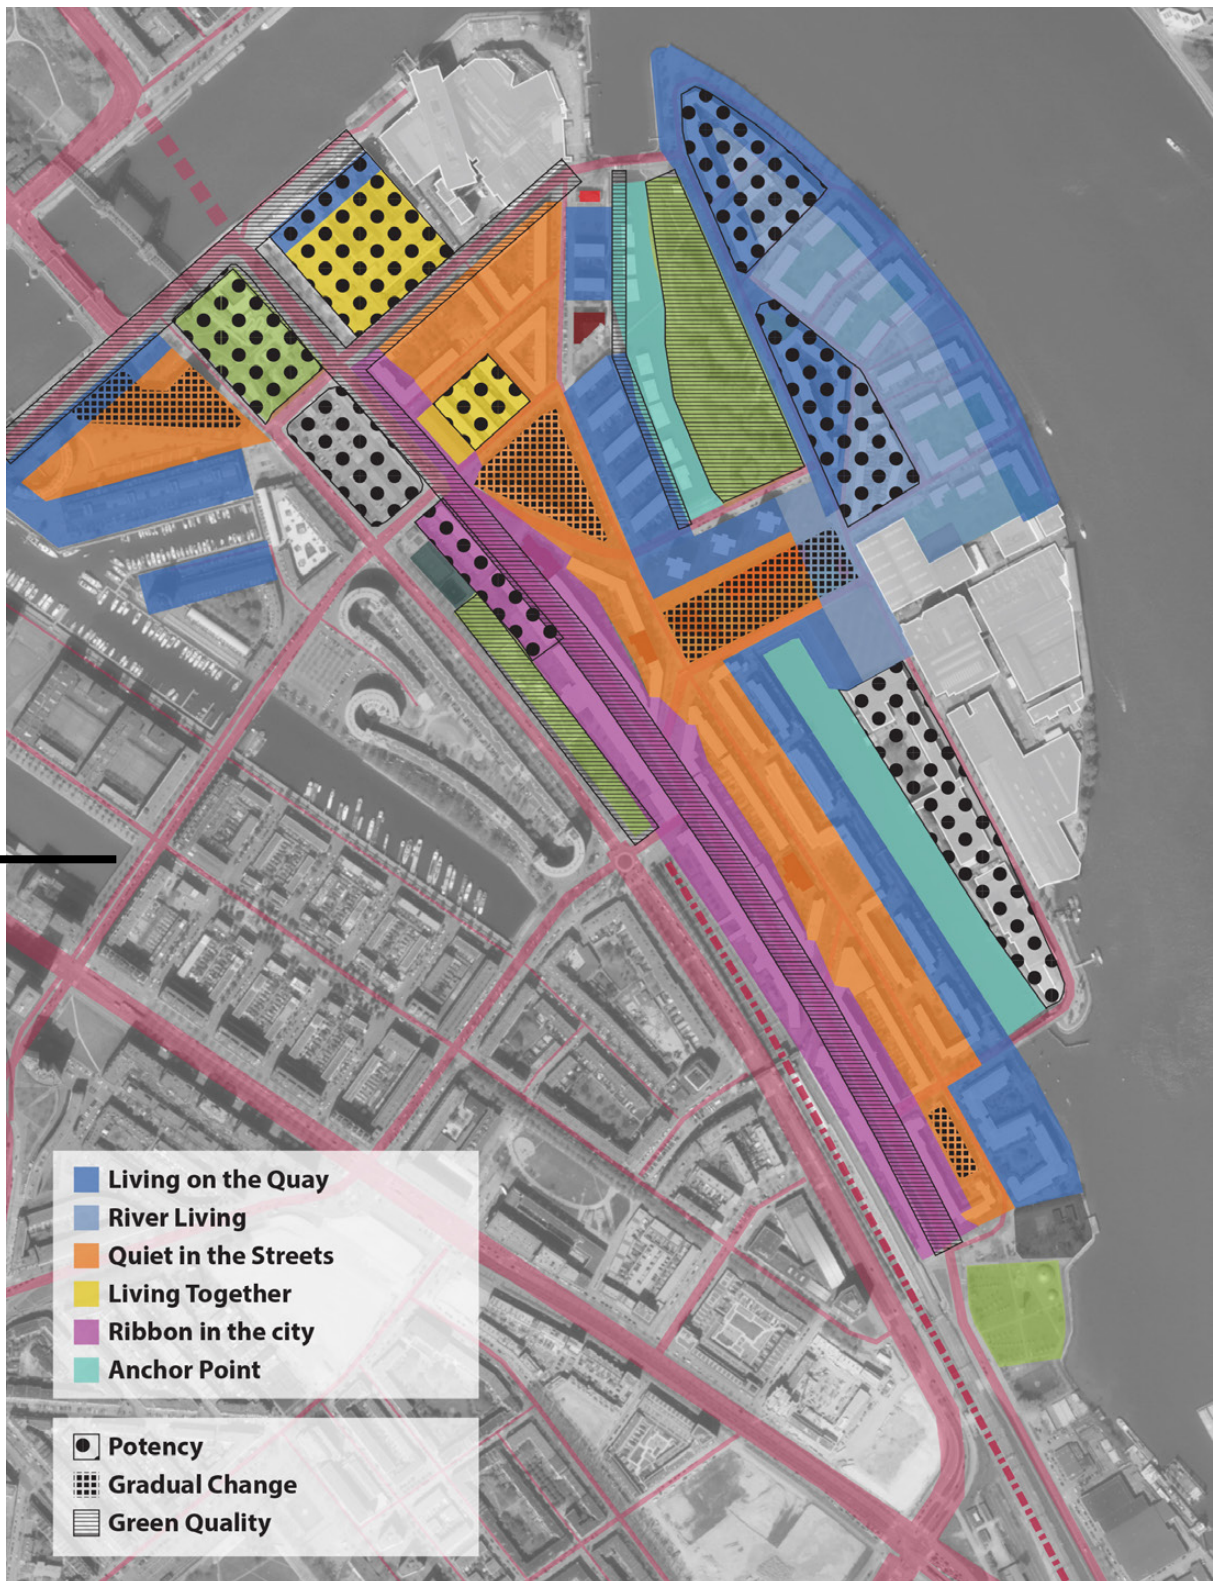 Living on the Quay
River Living
Quiet in the Streets
Living Together
Ribbon in the city
Anchor Point
Potency
Gradual Change
Green Quality